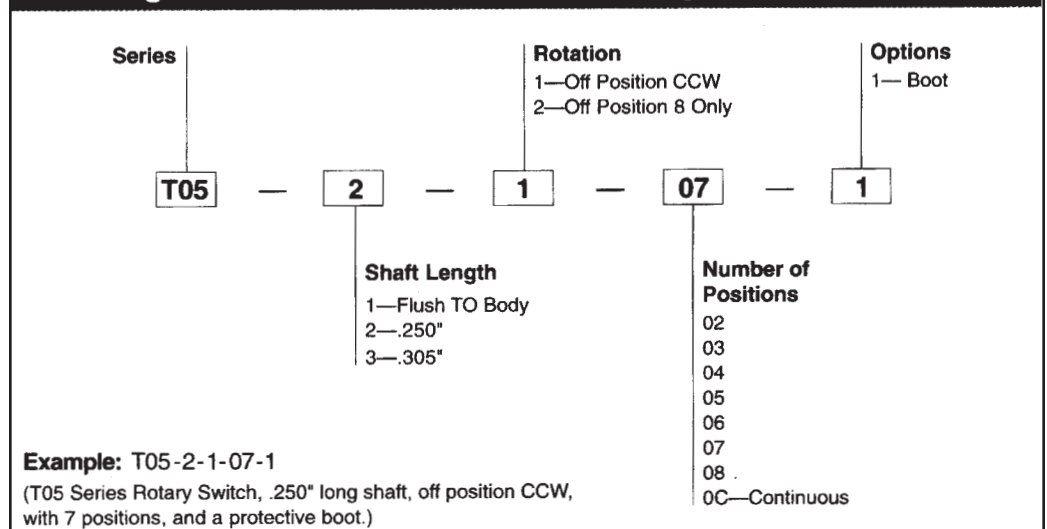 Series
Rotation
1—Off Position CCW
2—Off Position 8 Only
Options
1— Boot
T05 — 2 — 1 — 07 — 1
Shaft Length
1—Flush TO Body
2—.250"
3—.305"
Number of
Positions
02
03
04
05
06
07
08
0C—Continuous
Example: T05-2-1-07-1
(T05 Series Rotary Switch, .250" long shaft, off position CCW,
with 7 positions, and a protective boot.)